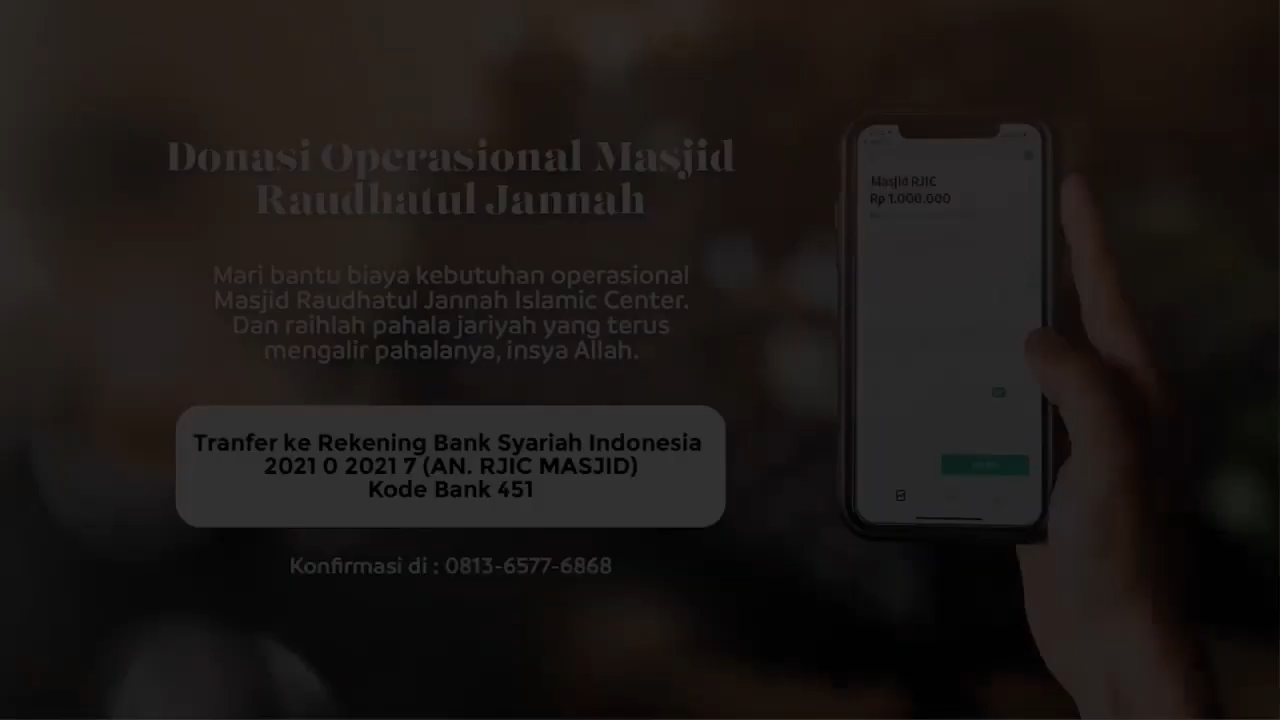 Donasi Operasional Masjid
Raudhatul Jannah
Mari bantu biaya kebutuhan operasional
Masjid Raudhatul Jannah Islamic Center.
Dan raihlah pahala jariyah yang terus
mengalir pahalanya, insya Allah.
Tranfer ke Rekening Bank Syariah Indonesia
2021 0 2021 7 (AN. RJIC MASJID)
Kode Bank 451
Konfirmasi di : 0813-6577-6868
Masjid RJIC
Rp 1.000.000